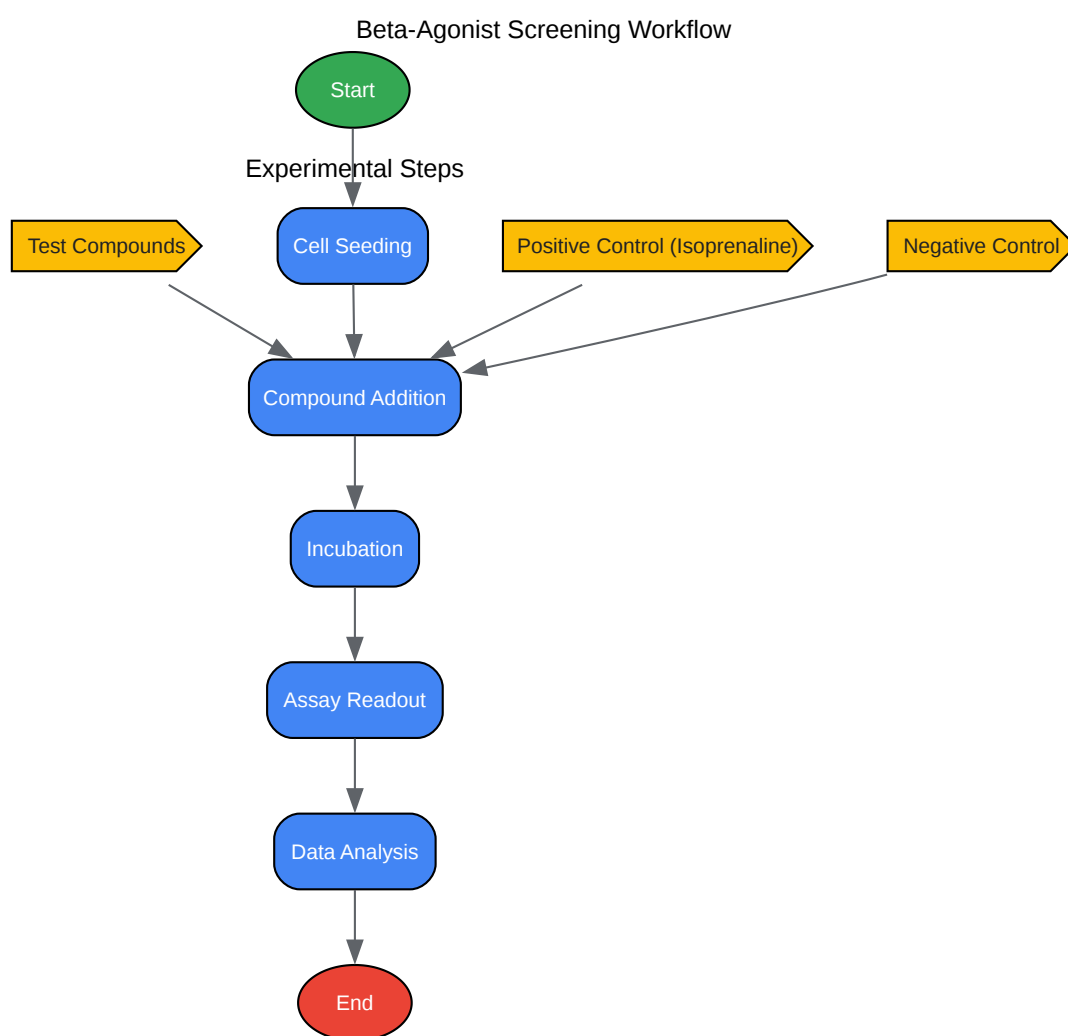 Beta-Agonist Screening Workflow
Start
Experimental Steps
Test Compounds
Cell Seeding
Positive Control (Isoprenaline)
Negative Control
Compound Addition
Incubation
Assay Readout
Data Analysis
End